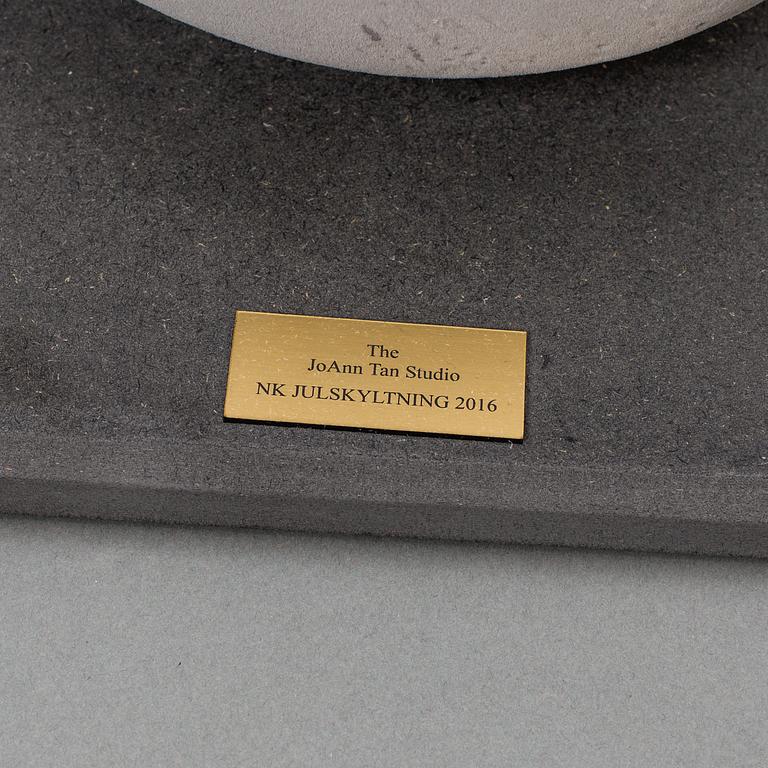 The
JoAnn Tan Studio
NK JULSKYLTNING 2016